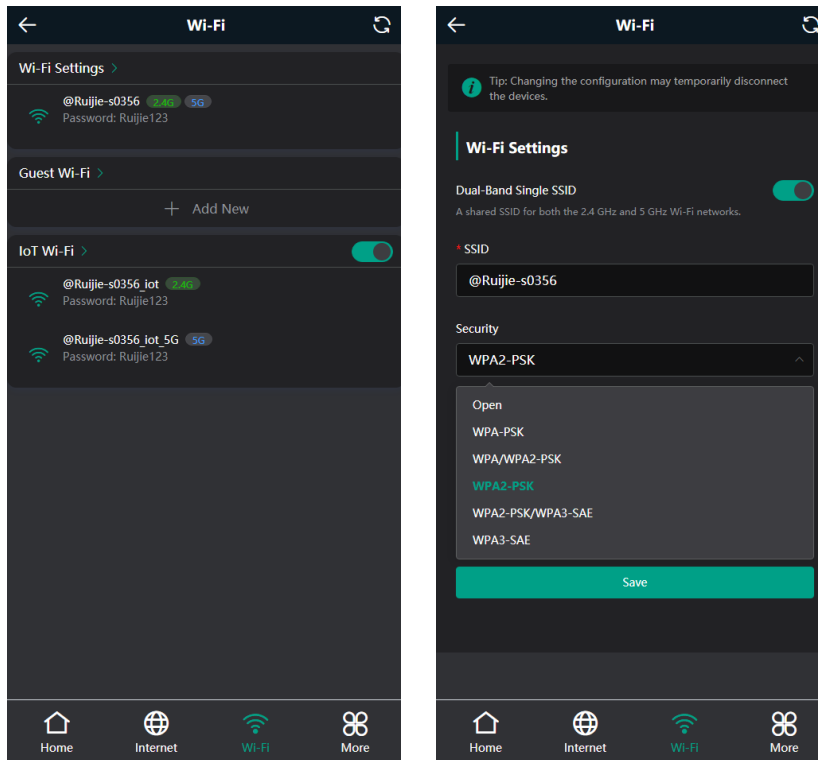 Wi-Fi
Wi-Fi Settings >
@Ruijie-s0356 2.4G 5G
Password: Ruijie123
Guest Wi-Fi >
+ Add New
IoT Wi-Fi >
@Ruijie-s0356_iot 2.4G
Password: Ruijie123
@Ruijie-s0356_iot_5G 5G
Password: Ruijie123
Home Internet Wi-Fi More
Wi-Fi
Tip: Changing the configuration may temporarily disconnect
the devices.
Wi-Fi Settings
Dual-Band Single SSID
A shared SSID for both the 2.4 GHz and 5 GHz Wi-Fi networks.
* SSID
@Ruijie-s0356
Security
WPA2-PSK
Open
WPA-PSK
WPA/WPA2-PSK
WPA2-PSK
WPA2-PSK/WPA3-SAE
WPA3-SAE
Save
Home Internet Wi-Fi More